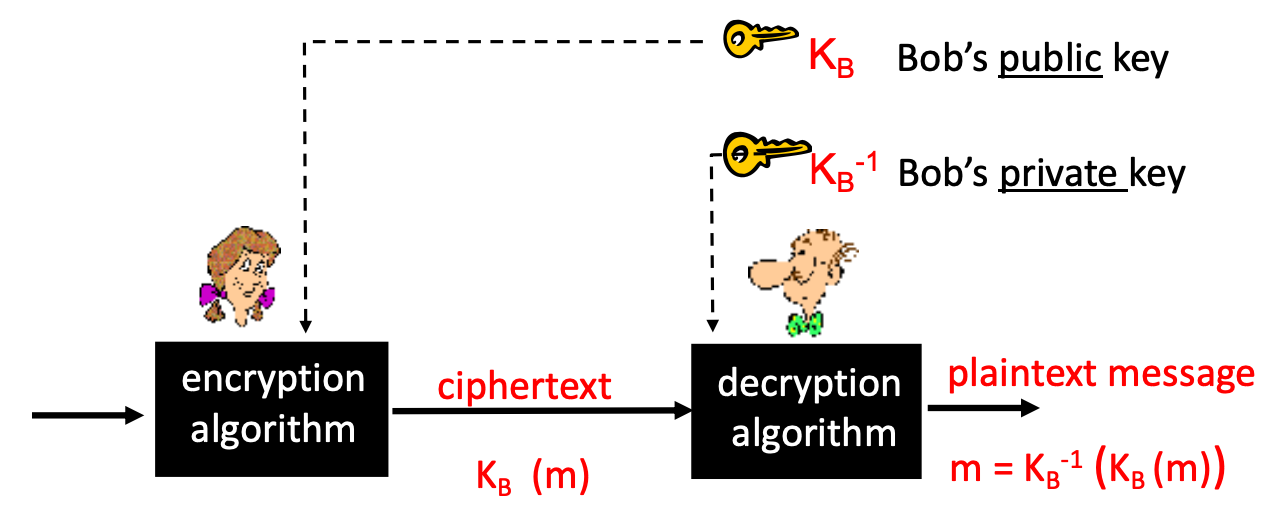 K_B Bob’s public key
K_B^-1 Bob’s private key
encryption
algorithm
ciphertext
K_B (m)
decryption
algorithm
plaintext message
m = K_B^-1 (K_B (m))